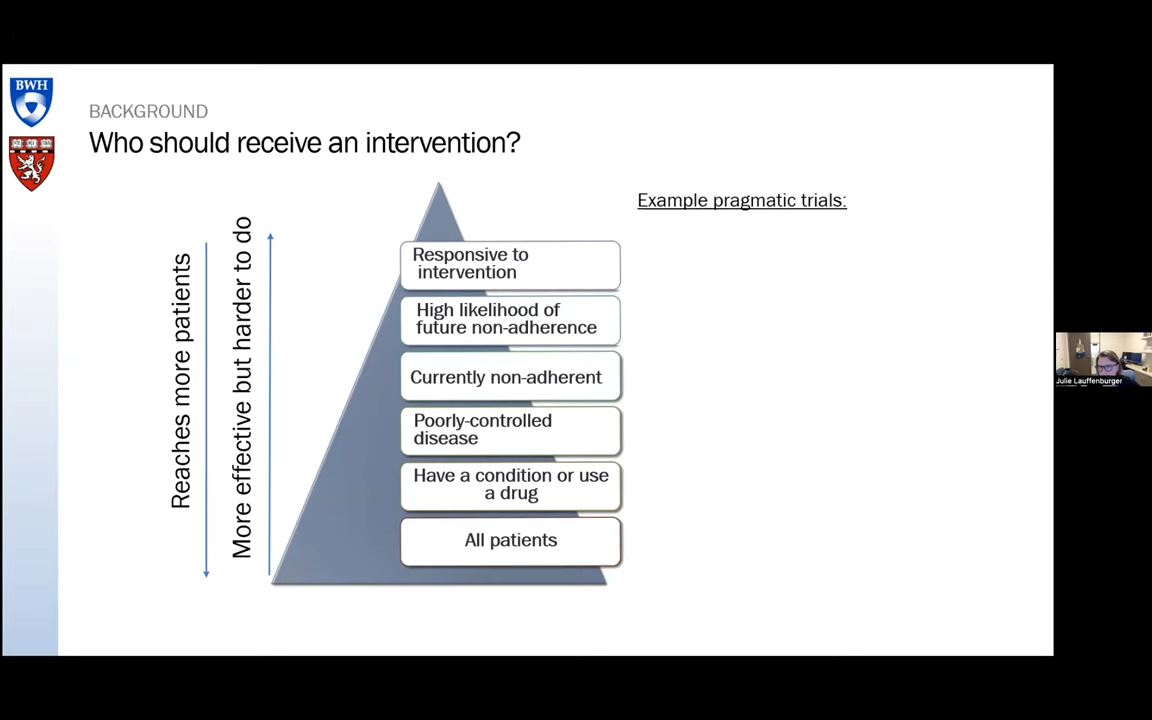 BWH
BACKGROUND
Who should receive an intervention?
Example pragmatic trials:
Reaches more patients
More effective but harder to do
Responsive to
intervention
High likelihood of
future non-adherence
Currently non-adherent
Poorly-controlled
disease
Have a condition or use
a drug
All patients
Julie Lauffenburger